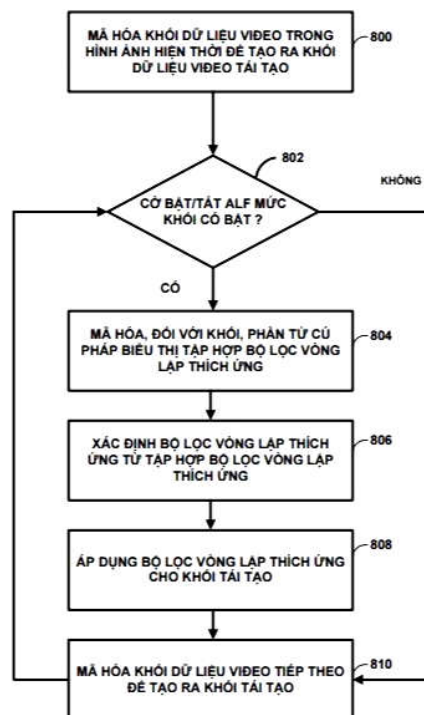 MÃ HÓA KHỐI DỮ LIỆU VIĐEO TRONG
HÌNH ẢNH HIỆN THỜI ĐỂ TẠO RA KHỐI
DỮ LIỆU VIĐEO TÁI TẠO
800
802
CỜ BẬT/TẮT ALF MỨC
KHỐI CÓ BẬT ?
KHÔNG
CÓ
MÃ HÓA, ĐỐI VỚI KHỐI, PHẦN TỬ CÚ
PHÁP BIỂU THỊ TẬP HỢP BỘ LỌC VÒNG
LẶP THÍCH ỨNG
804
XÁC ĐỊNH BỘ LỌC VÒNG LẶP THÍCH
ỨNG TỪ TẬP HỢP BỘ LỌC VÒNG LẶP
THÍCH ỨNG
806
ÁP DỤNG BỘ LỌC VÒNG LẶP THÍCH ỨNG
CHO KHỐI TÁI TẠO
808
MÃ HÓA KHỐI DỮ LIỆU VIĐEO TIẾP THEO
ĐỂ TẠO RA KHỐI TÁI TẠO
810